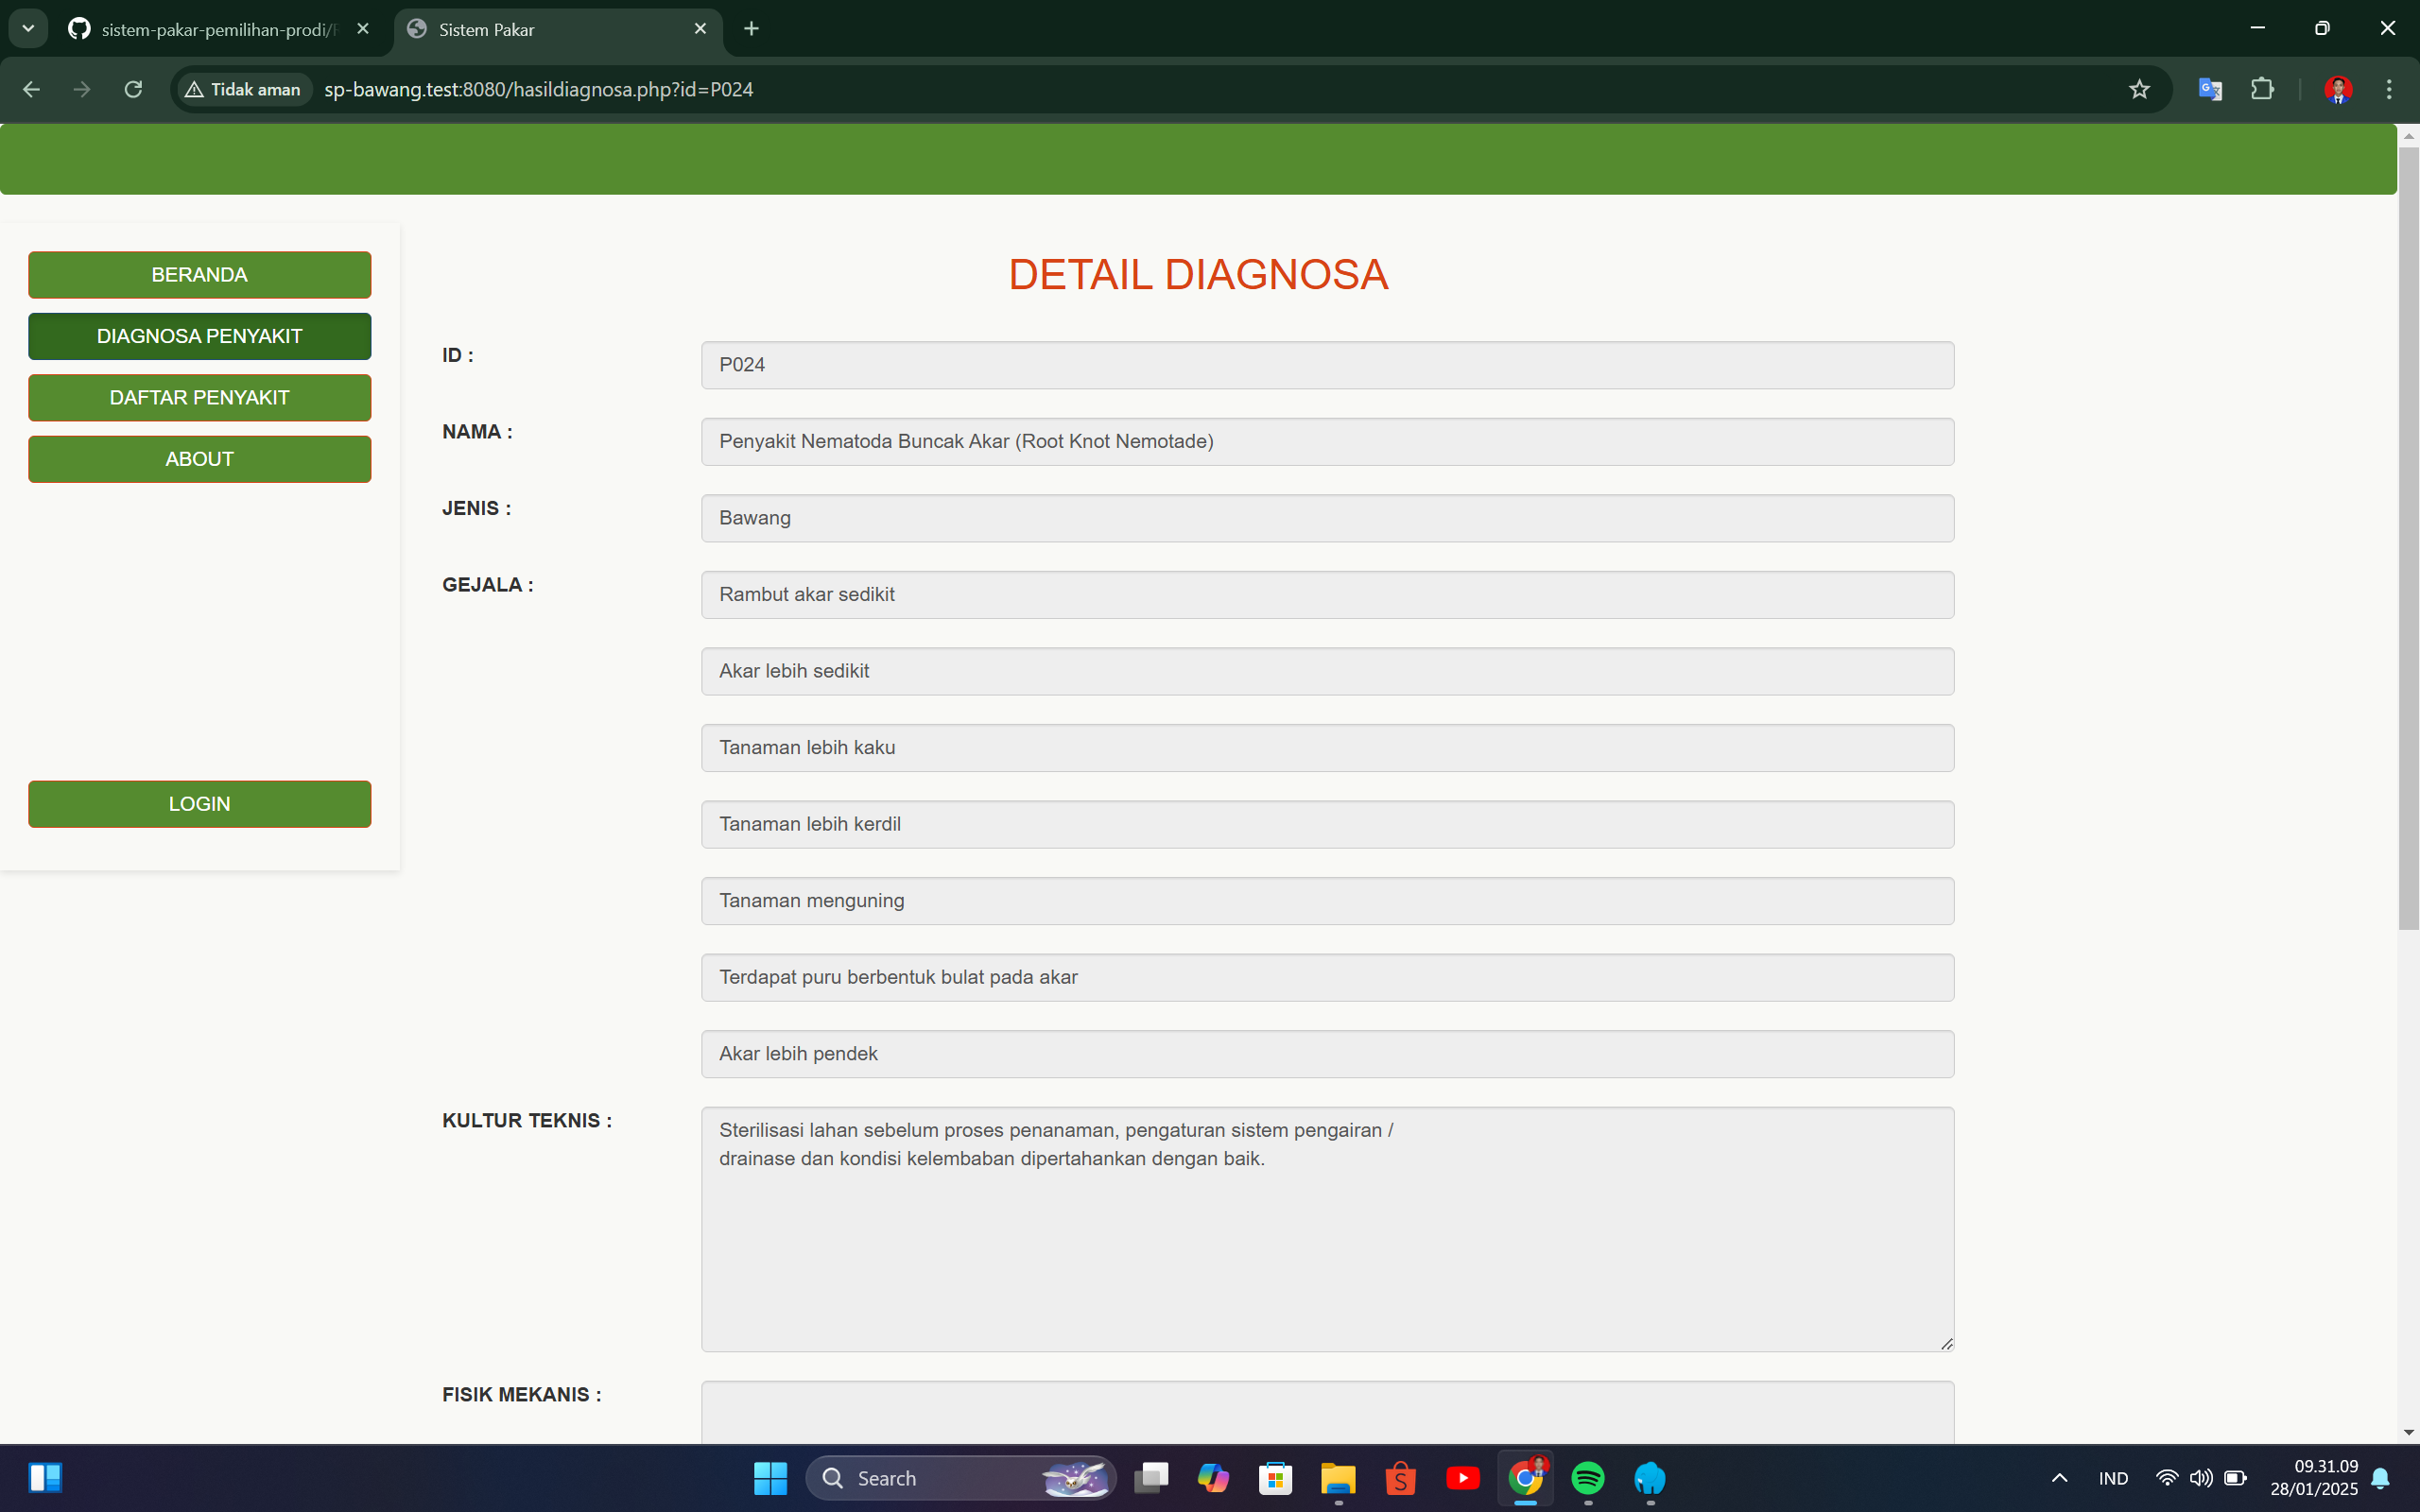 sistem-pakar-pemilihan-prodi/R
Sistem Pakar
Tidak aman
sp-bawang.test:8080/hasildiagnosa.php?id=P024
BERANDA
DIAGNOSA PENYAKIT
DAFTAR PENYAKIT
ABOUT
LOGIN
DETAIL DIAGNOSA
ID :
P024
NAMA :
Penyakit Nematoda Buncak Akar (Root Knot Nemotade)
JENIS :
Bawang
GEJALA :
Rambut akar sedikit
Akar lebih sedikit
Tanaman lebih kaku
Tanaman lebih kerdil
Tanaman menguning
Terdapat puru berbentuk bulat pada akar
Akar lebih pendek
KULTUR TEKNIS :
Sterilisasi lahan sebelum proses penanaman, pengaturan sistem pengairan /
drainase dan kondisi kelembaban dipertahankan dengan baik.
FISIK MEKANIS :
Search
IND
09.31.09
28/01/2025